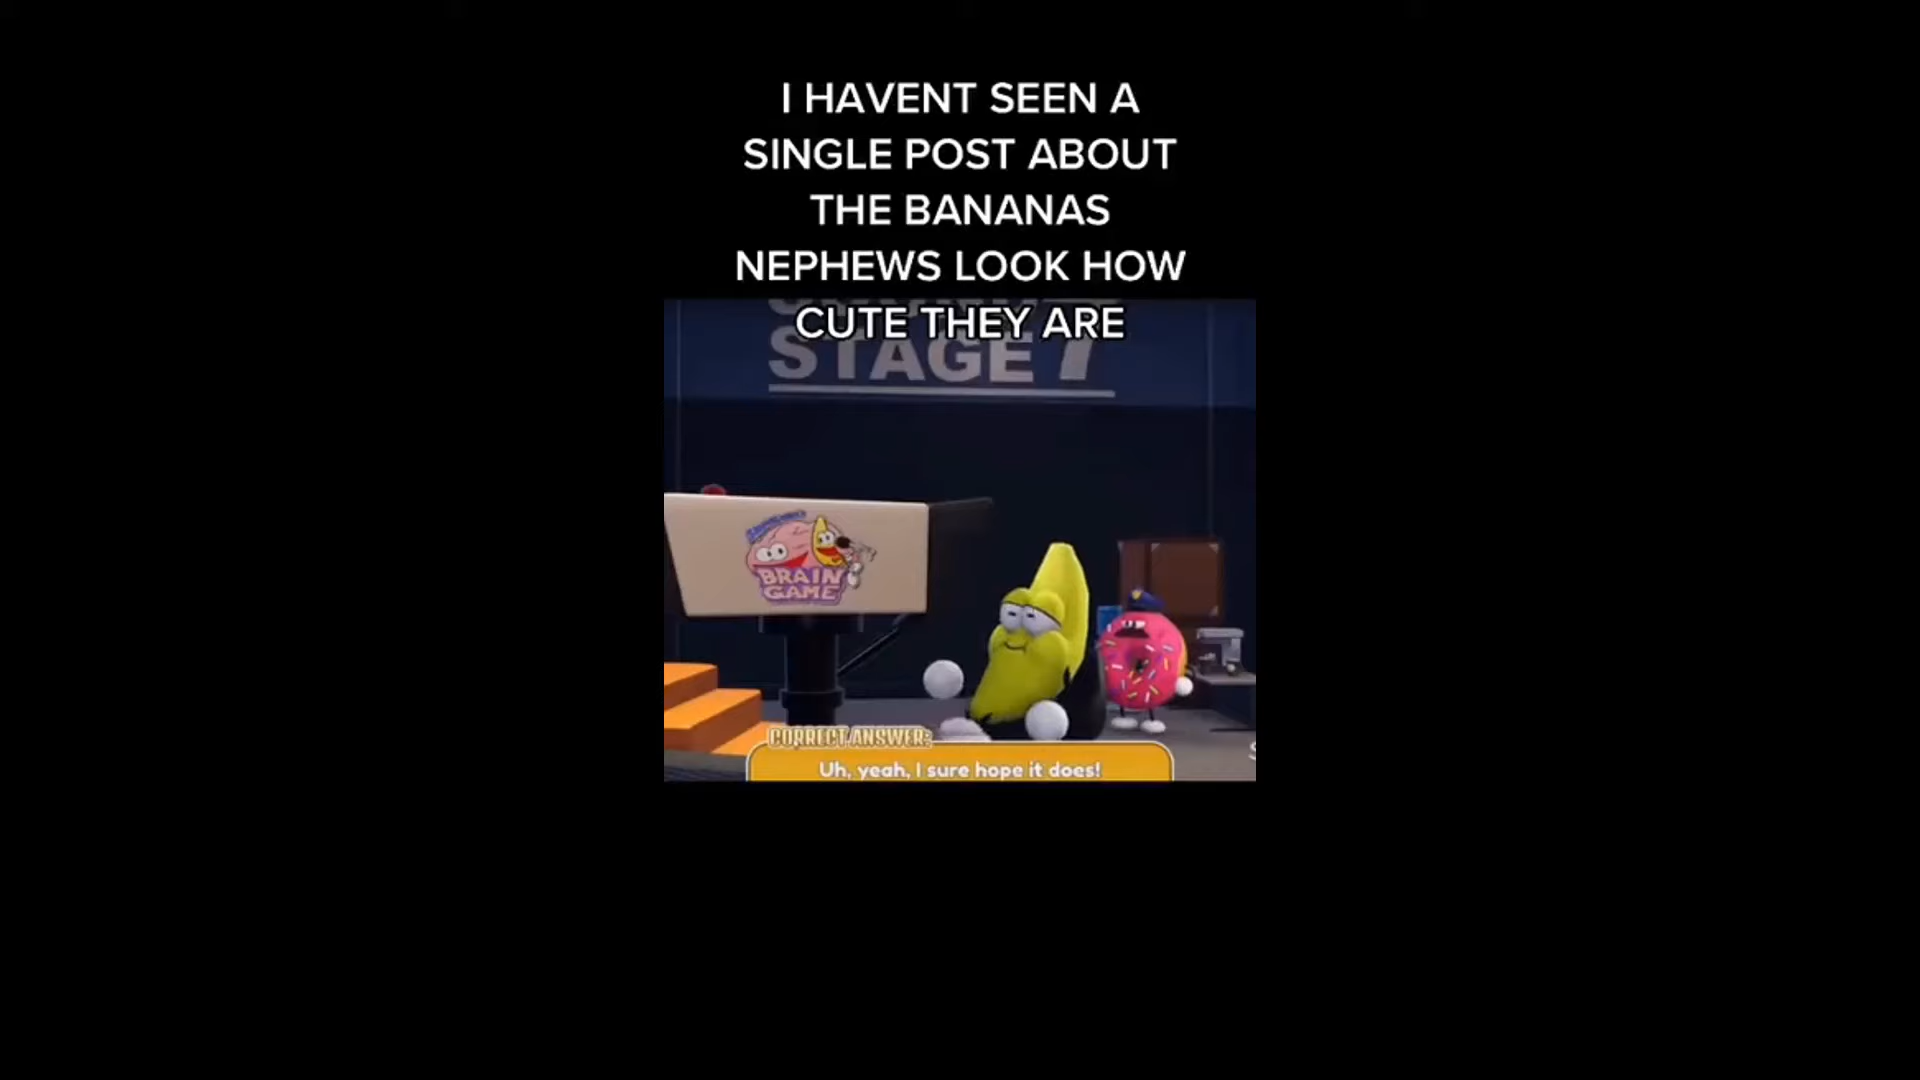 I HAVENT SEEN A
SINGLE POST ABOUT
THE BANANAS
NEPHEWS LOOK HOW
CUTE THEY ARE
STAGE 7
BRAIN
GAME
CORRECT ANSWER:
Uh, yeah, I sure hope it does!